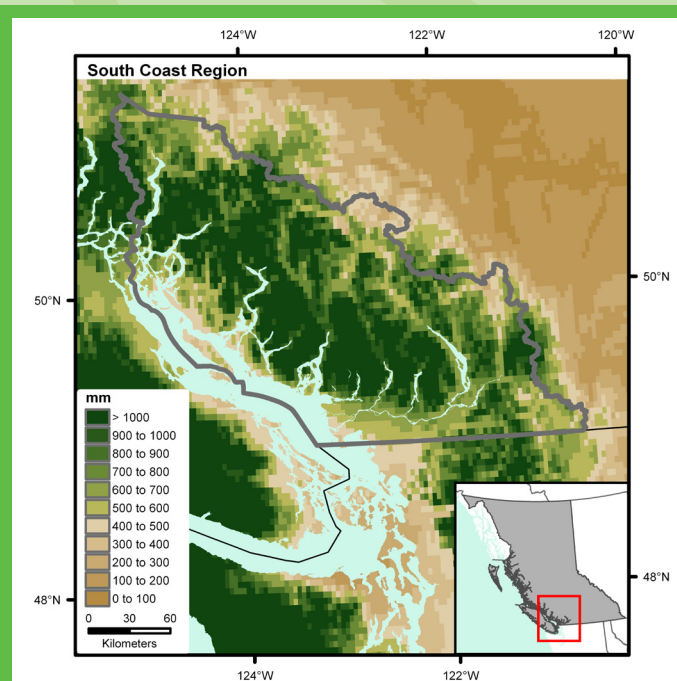 124°W 122°W 120°W
South Coast Region
50°N 50°N
mm
> 1000
900 to 1000
800 to 900
700 to 800
600 to 700
500 to 600
400 to 500
300 to 400
200 to 300
100 to 200
0 to 100
48°N 48°N
0 30 60
Kilometers
124°W 122°W